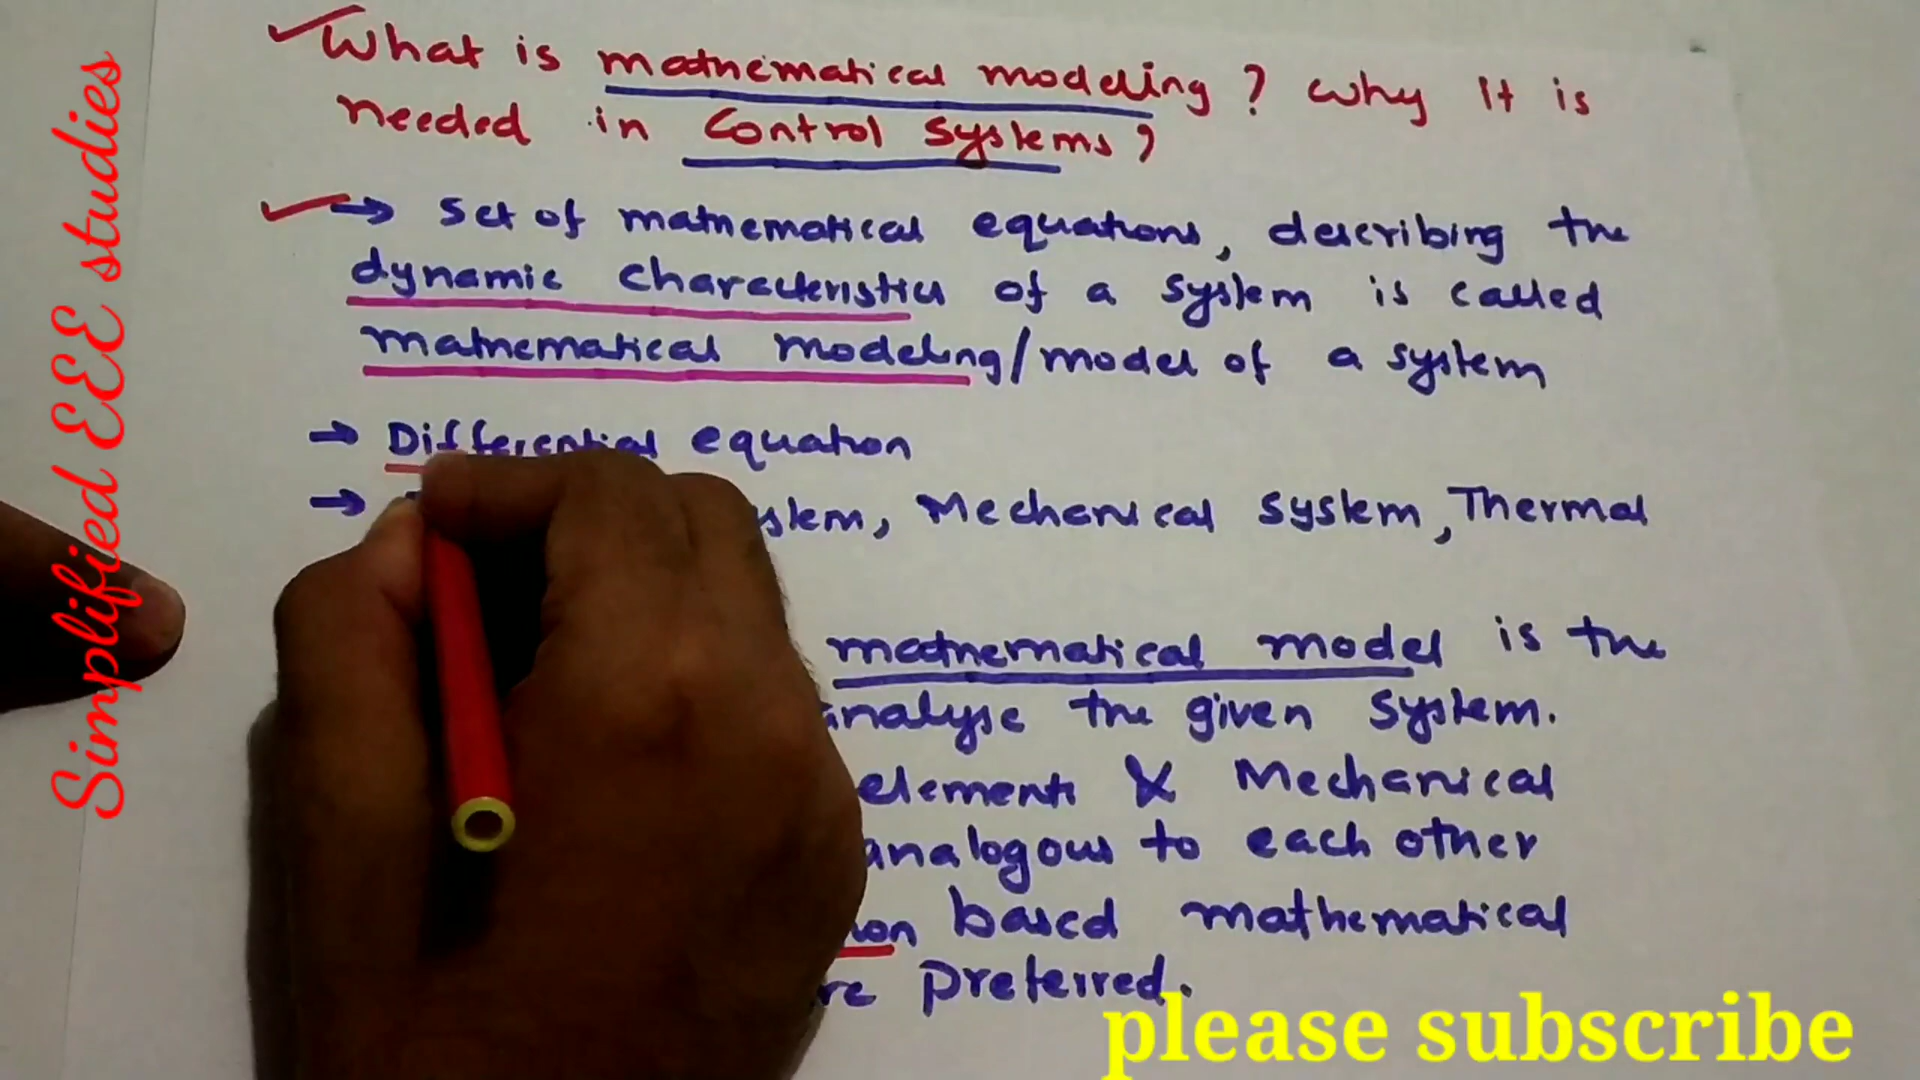 What is mathematical modeling? Why It is
needed in Control Systems?
→ Set of mathematical equations, describing the
dynamic characteristics of a system is called
mathematical modeling/model of a system
→ Differential equation
→ system, Mechanical system, Thermal
mathematical model is the
analyse the given system.
elements & Mechanical
analogous to each other
based mathematical
preferred.
Simplified EEE studies
please subscribe